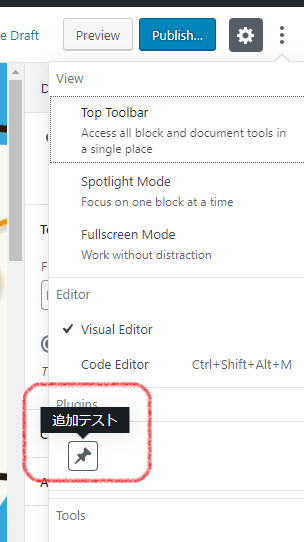 e Draft
Preview
Publish...
View
Top Toolbar
Access all block and document tools in
a single place
Spotlight Mode
Focus on one block at a time
Fullscreen Mode
Work without distraction
Editor
Visual Editor
Code Editor Ctrl+Shift+Alt+M
Plugins
追加テスト
Tools